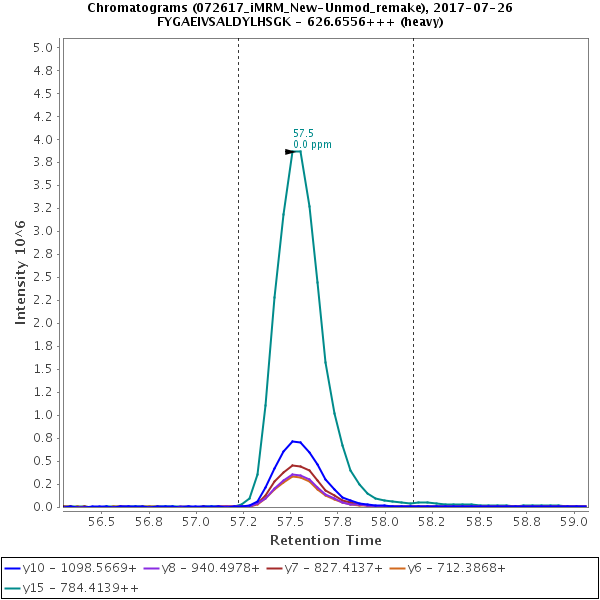 Chromatograms (072617_iMRM_New-Unmod_remake), 2017-07-26
FYGAEIVSALDYLHSGK - 626.6556+++ (heavy)
5.0
4.8
4.5
4.2
4.0
3.8
3.5
3.2
3.0
2.8
2.5
2.2
2.0
1.8
1.5
1.2
1.0
0.8
0.5
0.2
0.0
Intensity 10^6
57.5
0.0 ppm
56.5 56.8 57.0 57.2 57.5 57.8 58.0 58.2 58.5 58.8 59.0
Retention Time
y10 - 1098.5669+ y8 - 940.4978+ y7 - 827.4137+ y6 - 712.3868+
y15 - 784.4139++